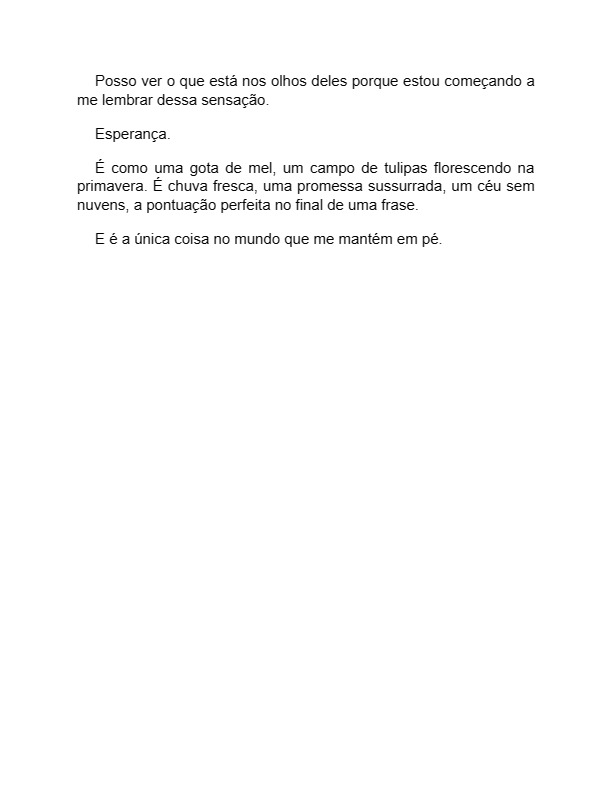 Posso ver o que está nos olhos deles porque estou começando a
me lembrar dessa sensação.
Esperança.
É como uma gota de mel, um campo de tulipas florescendo na
primavera. É chuva fresca, uma promessa sussurrada, um céu sem
nuvens, a pontuação perfeita no final de uma frase.
E é a única coisa no mundo que me mantém em pé.